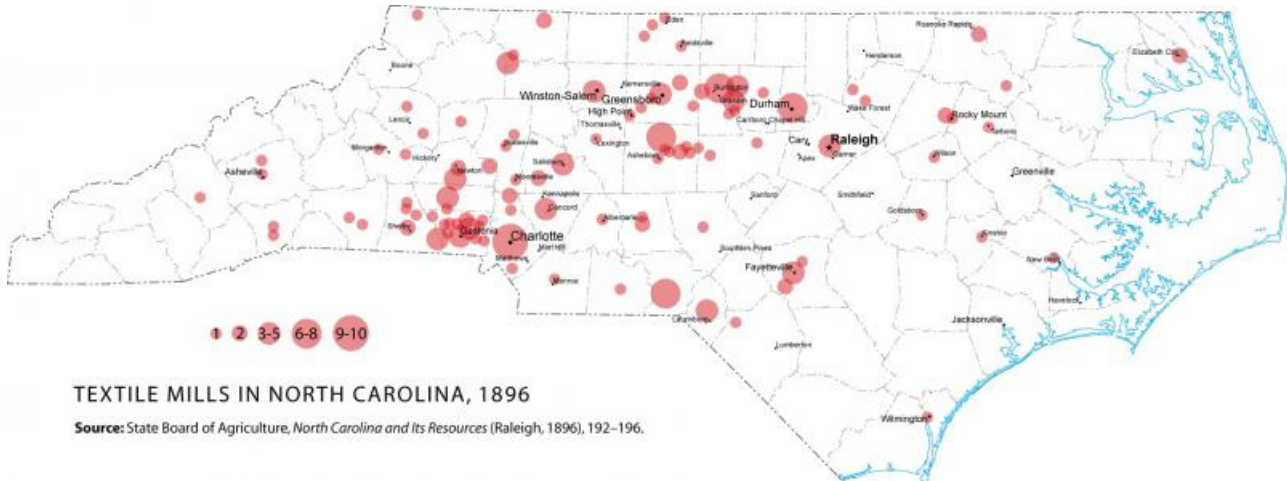 Eden
Roanoke Rapids
Reidsville
Elizabeth City
Boone
Henderson
Kernersville
Burlington
Winston-Salem
Greensboro
Graham
Durham
High Point
Wake Forest
Rocky Mount
Lenoir
Thomasville
Carrboro Chapel Hill
Tarboro
Statesville
Lexington
Cary
Raleigh
Morganton
Hickory
Salisbury
Asheboro
Apex
Garner
Wilson
Asheville
Newton
Mooresville
Greenville
Kannapolis
Sanford
Smithfield
Concord
Shelby
Gastonia
Albemarle
Goldsboro
Charlotte
Mint Hill
Kinston
Matthews
Southern Pines
New Bern
Fayetteville
Monroe
Havelock
Laurinburg
Jacksonville
1 2 3-5 6-8 9-10
Lumberton
TEXTILE MILLS IN NORTH CAROLINA, 1896
Wilmington
Source: State Board of Agriculture, North Carolina and Its Resources (Raleigh, 1896), 192–196.